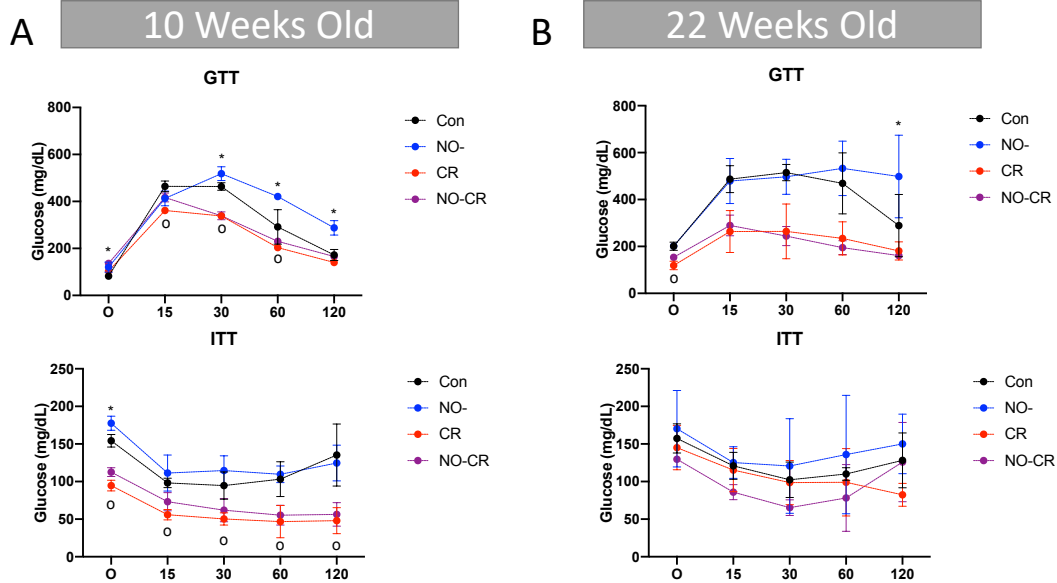 A
10 Weeks Old
B
22 Weeks Old
GTT
Glucose (mg/dL)
800
600
400
200
0
O 15 30 60 120
* * * *
O O O
Con
NO-
CR
NO-CR
GTT
Glucose (mg/dL)
800
600
400
200
0
O 15 30 60 120
*
O
Con
NO-
CR
NO-CR
ITT
Glucose (mg/dL)
250
200
150
100
50
0
O 15 30 60 120
*
O O O O O
Con
NO-
CR
NO-CR
ITT
Glucose (mg/dL)
250
200
150
100
50
0
O 15 30 60 120
Con
NO-
CR
NO-CR